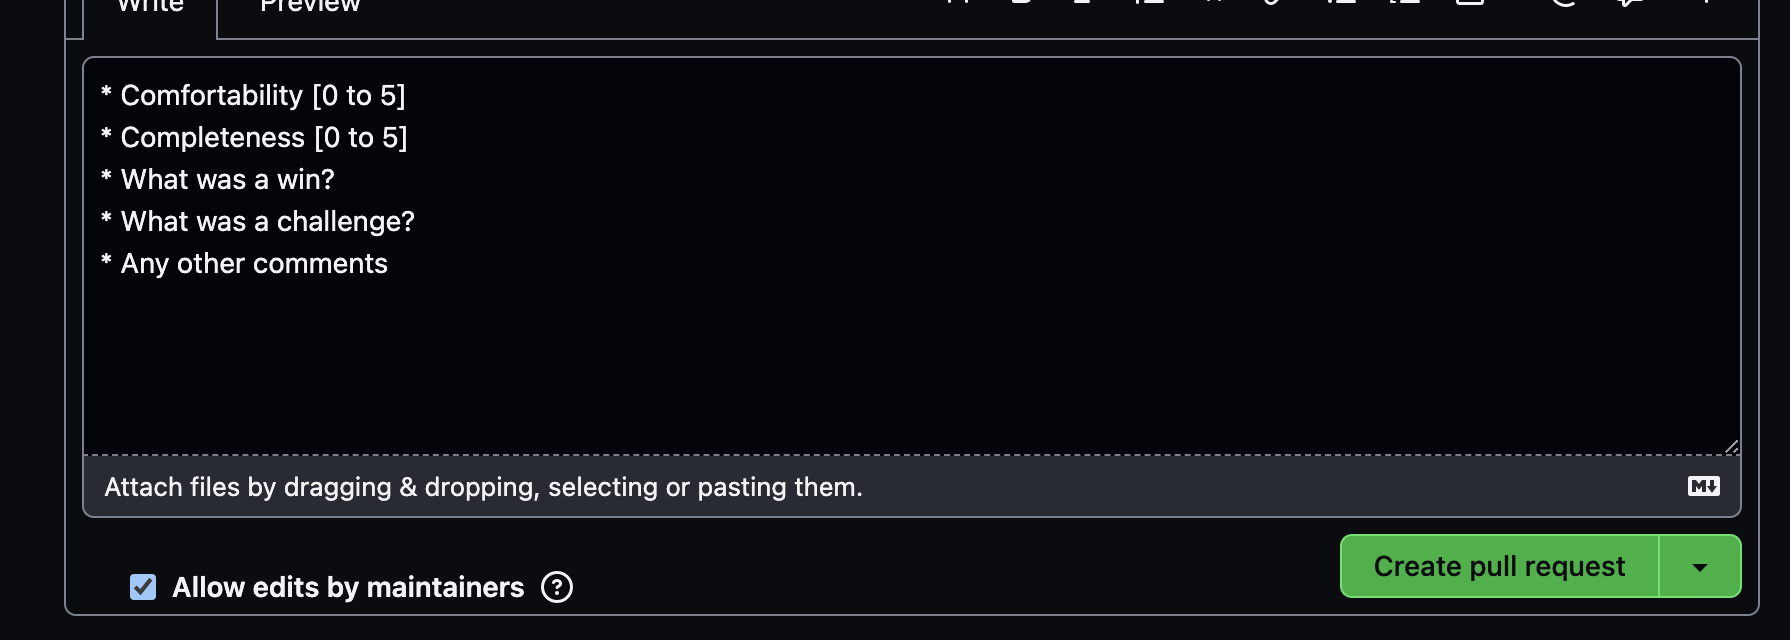 Write Preview
* Comfortability [0 to 5]
* Completeness [0 to 5]
* What was a win?
* What was a challenge?
* Any other comments
Attach files by dragging & dropping, selecting or pasting them.
Allow edits by maintainers
Create pull request